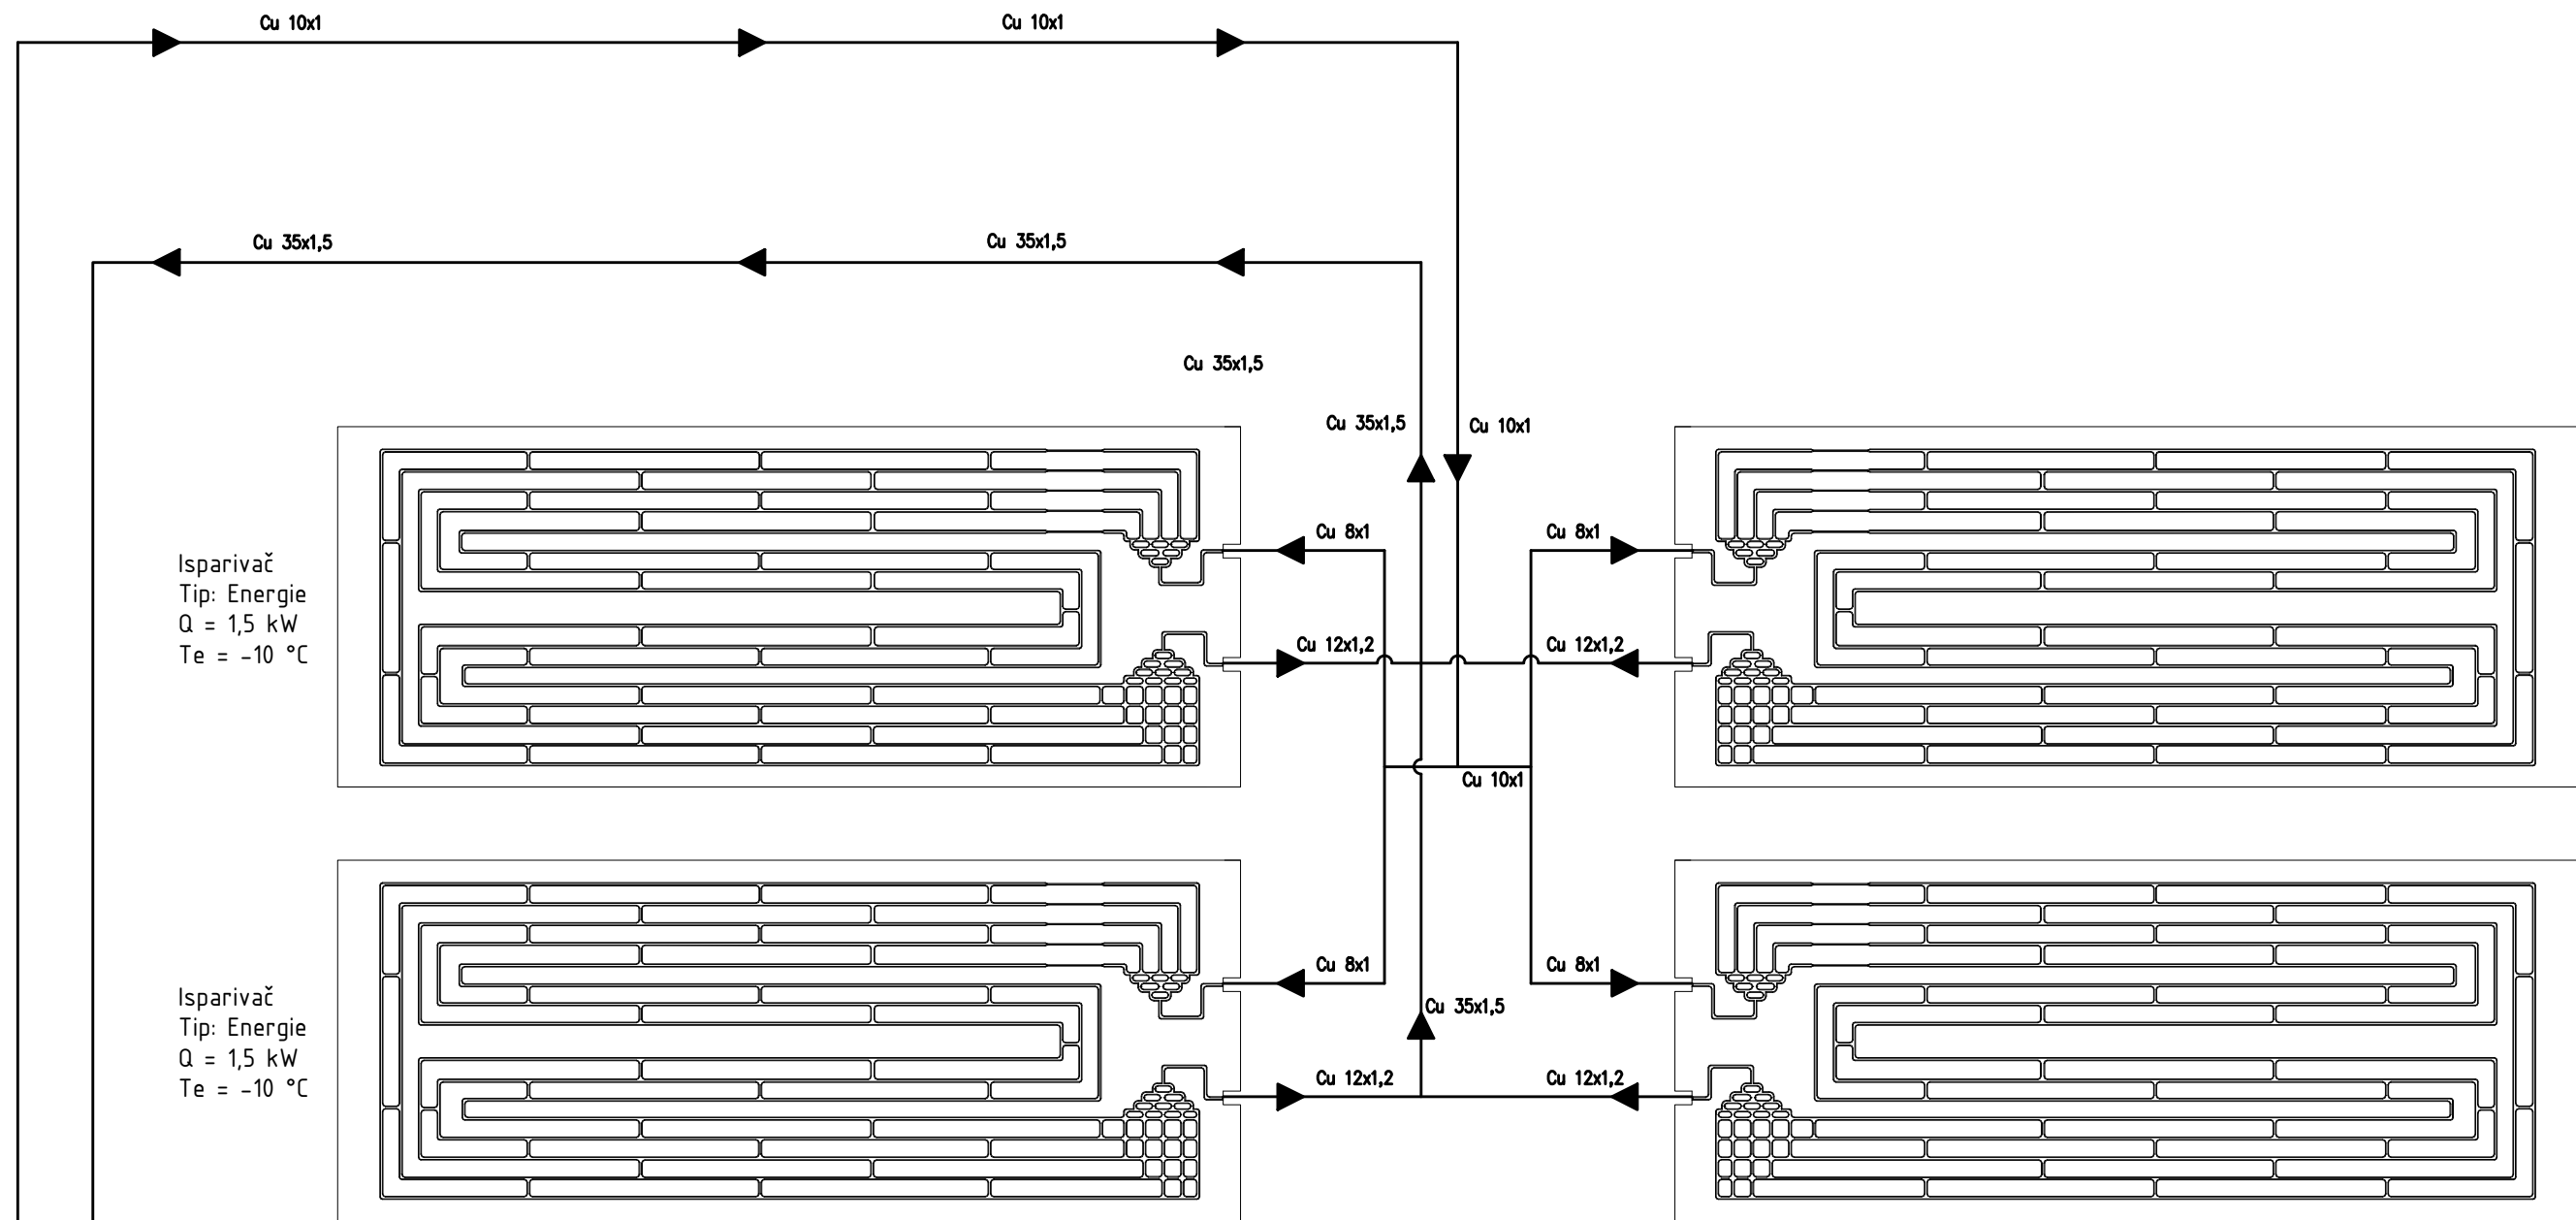 Cu 10x1
Cu 10x1
Cu 35x1,5
Cu 35x1,5
Cu 35x1,5
Cu 35x1,5
Cu 10x1
Cu 8x1
Cu 8x1
Isparivač
Tip: Energie
Q = 1,5 kW
Te = -10 °C
Cu 12x1,2
Cu 12x1,2
Cu 10x1
Cu 8x1
Cu 8x1
Isparivač
Tip: Energie
Q = 1,5 kW
Te = -10 °C
Cu 35x1,5
Cu 12x1,2
Cu 12x1,2